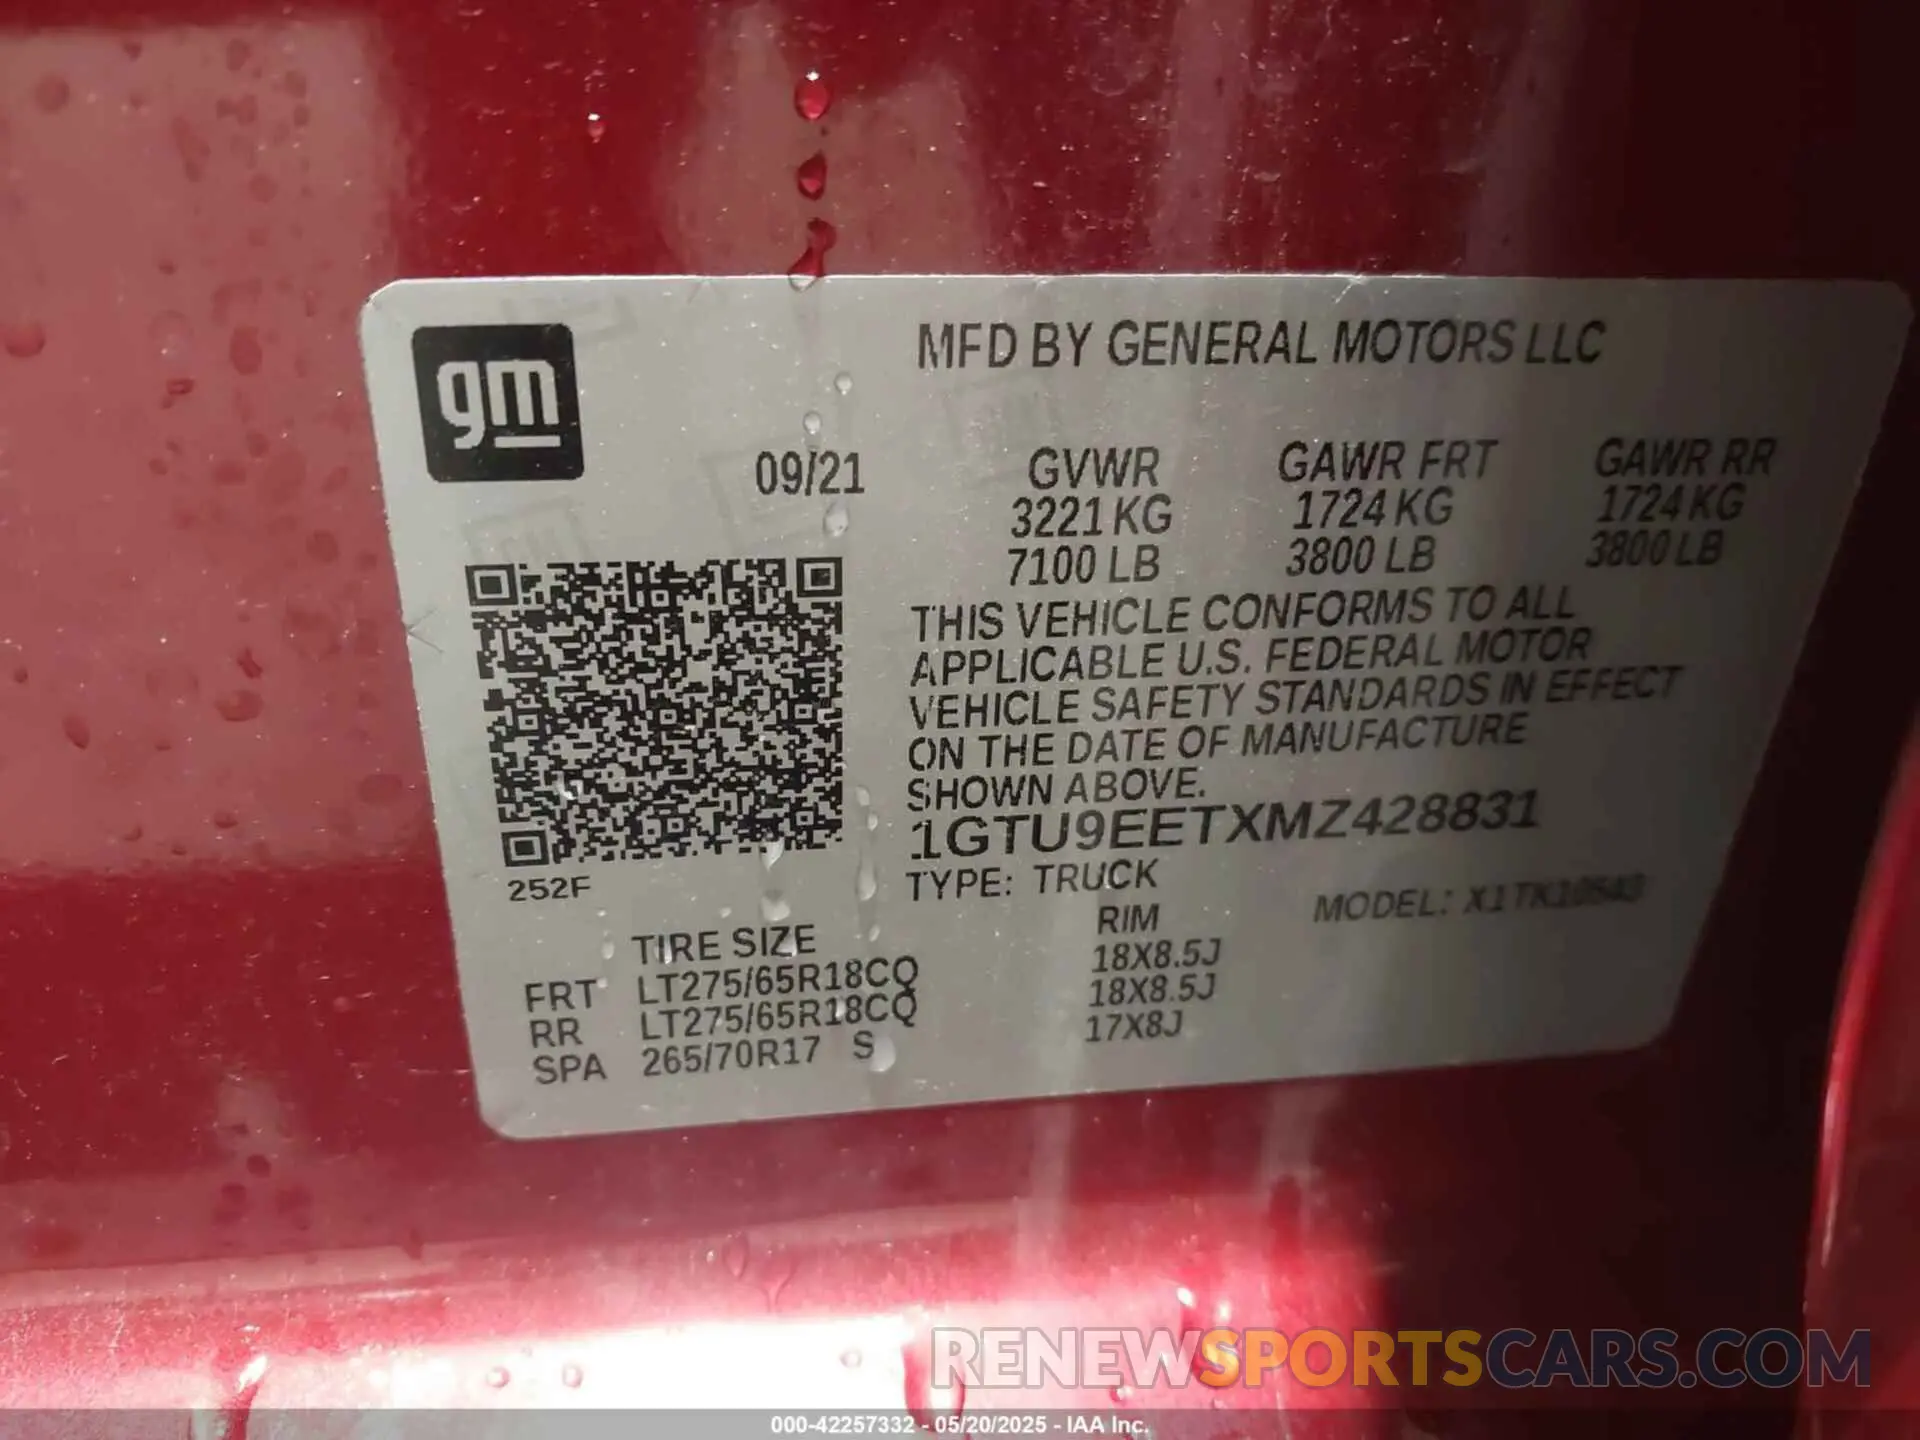 gm
MFD BY GENERAL MOTORS LLC
09/21
GVWR GAWR FRT GAWR RR
3221 KG 1724 KG 1724 KG
7100 LB 3800 LB 3800 LB
THIS VEHICLE CONFORMS TO ALL
APPLICABLE U.S. FEDERAL MOTOR
VEHICLE SAFETY STANDARDS IN EFFECT
ON THE DATE OF MANUFACTURE
SHOWN ABOVE.
1GTU9EETXMZ428831
252F
TYPE: TRUCK MODEL: X1TK10543
TIRE SIZE RIM
FRT LT275/65R18CQ 18X8.5J
RR LT275/65R18CQ 18X8.5J
SPA 265/70R17 S 17X8J
RENEWSPORTSCARS.COM
000-42257332 - 05/20/2025 - IAA Inc.